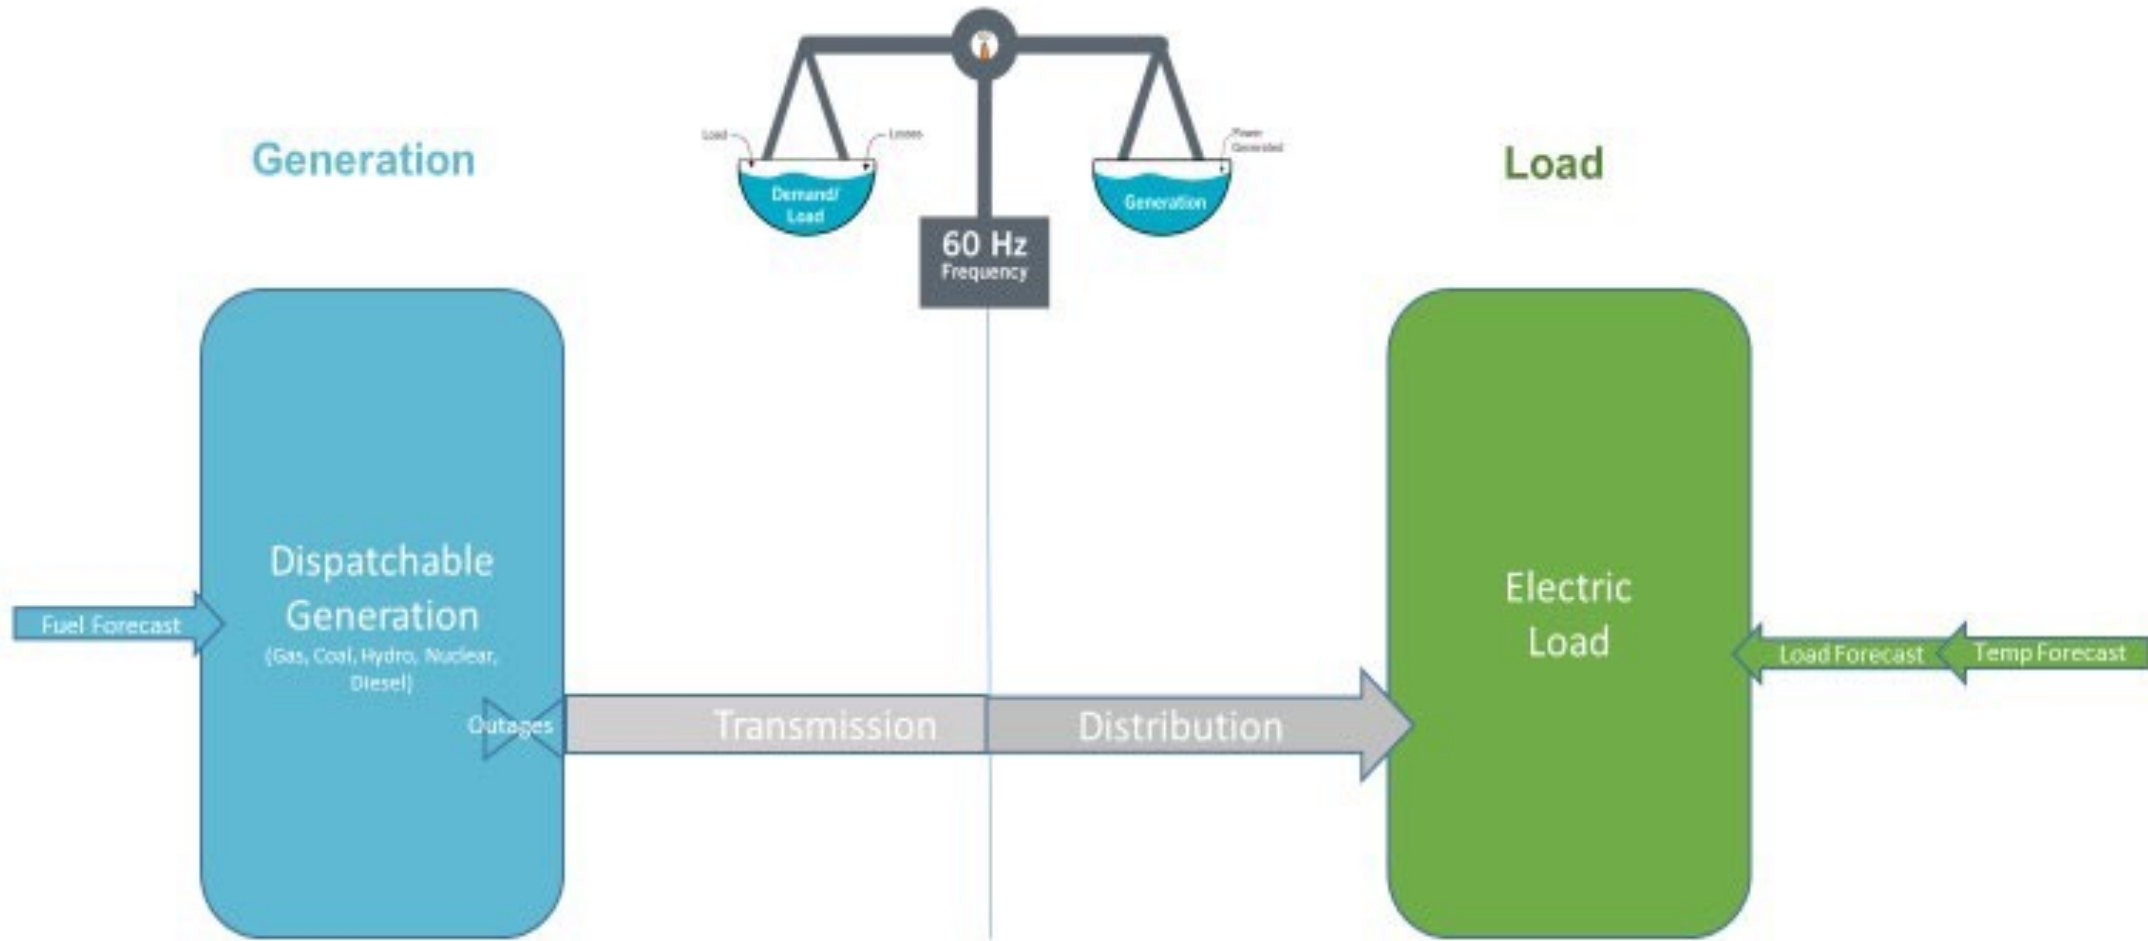 Load
Losses
Power
Generated
Generation
Load
Demand/
Load
Generation
60 Hz
Frequency
Dispatchable
Generation
(Gas, Coal, Hydro, Nuclear,
Diesel)
Fuel Forecast
Outages
Transmission
Distribution
Electric
Load
Load Forecast
Temp Forecast